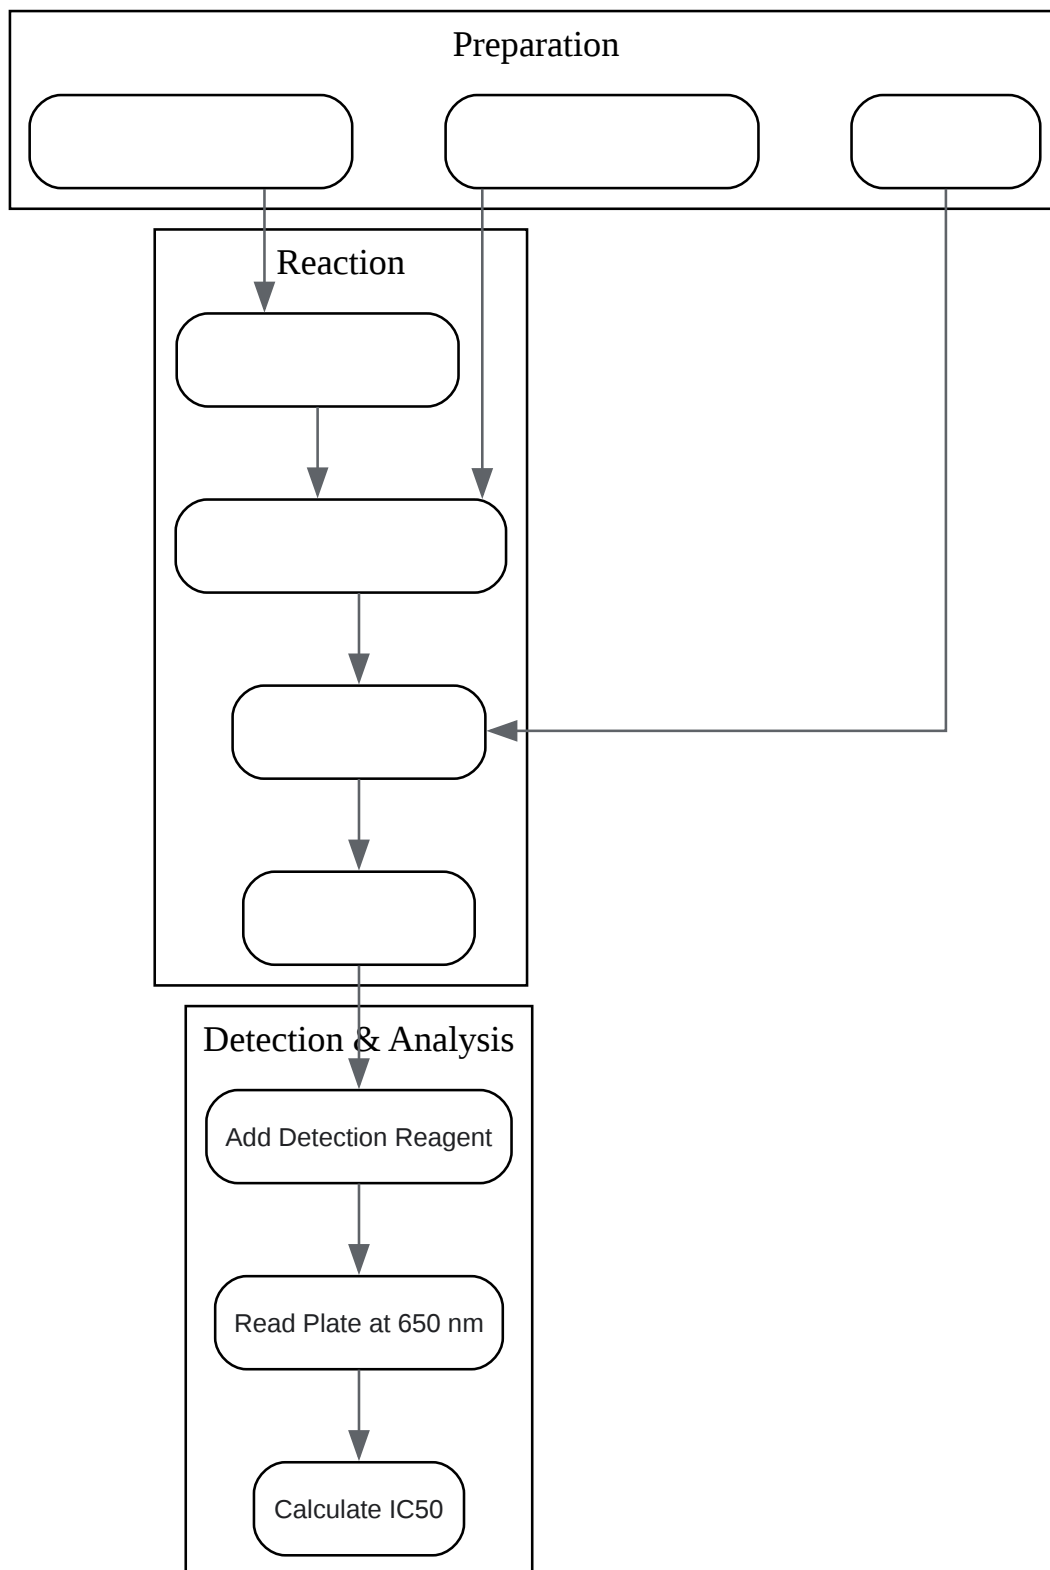 Preparation
Reaction
Detection & Analysis
Add Detection Reagent
Read Plate at 650 nm
Calculate IC50